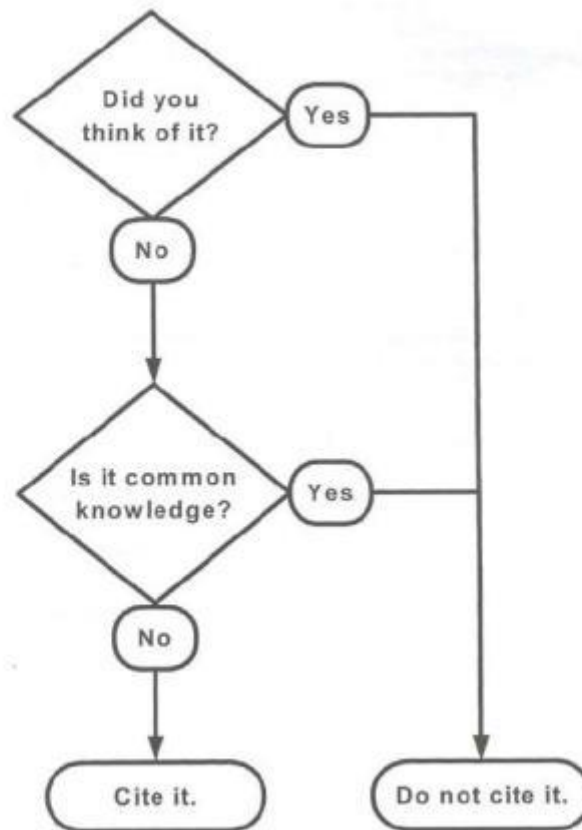 Did you
think of it?
Yes
No
Is it common
knowledge?
Yes
No
Cite it.
Do not cite it.